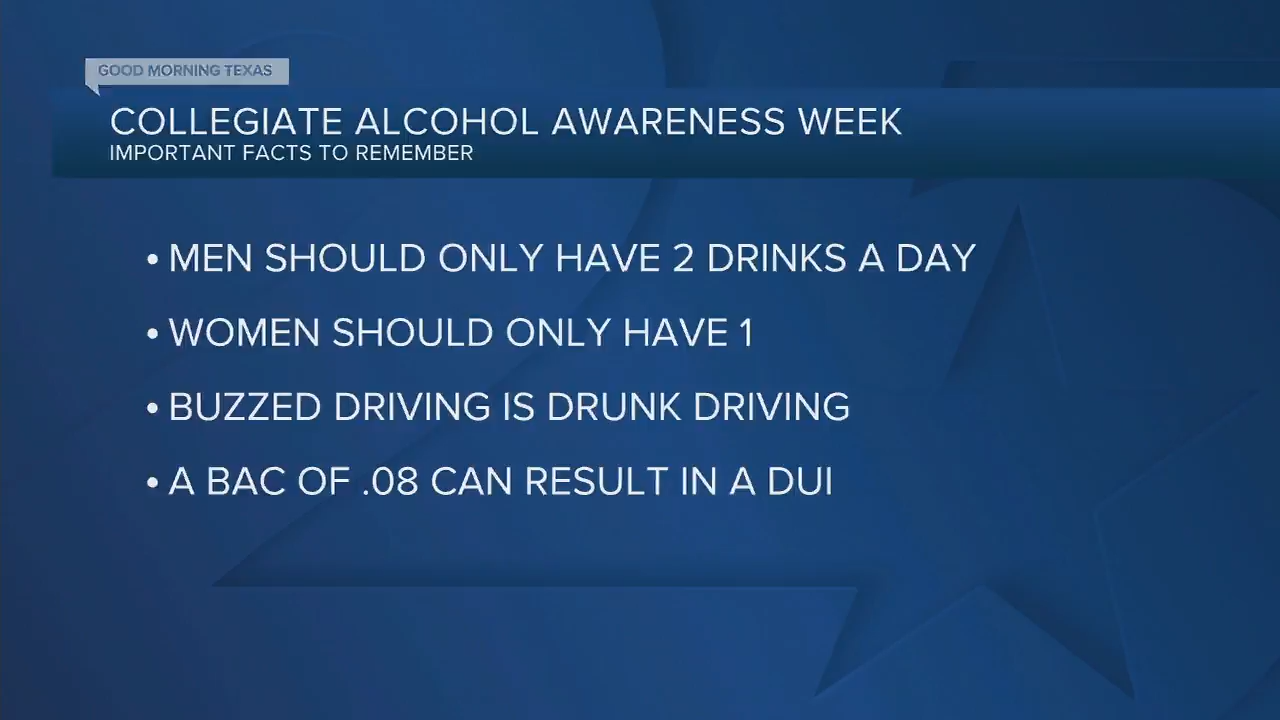 GOOD MORNING TEXAS
COLLEGIATE ALCOHOL AWARENESS WEEK
IMPORTANT FACTS TO REMEMBER
• MEN SHOULD ONLY HAVE 2 DRINKS A DAY
• WOMEN SHOULD ONLY HAVE 1
• BUZZED DRIVING IS DRUNK DRIVING
• A BAC OF .08 CAN RESULT IN A DUI